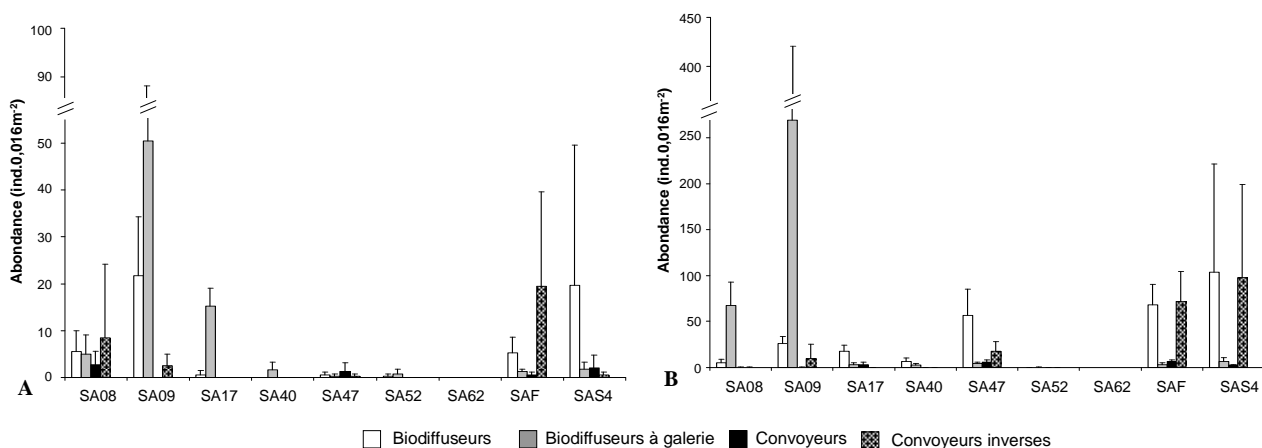 Abondance (ind.0,016m-2)
100
90
50
40
30
20
10
0
A
SA08 SA09 SA17 SA40 SA47 SA52 SA62 SAF SAS4
Abondance (ind.0,016m-2)
450
400
250
200
150
100
50
0
B
SA08 SA09 SA17 SA40 SA47 SA52 SA62 SAF SAS4
Biodiffuseurs Biodiffuseurs à galerie Convoyeurs Convoyeurs inverses